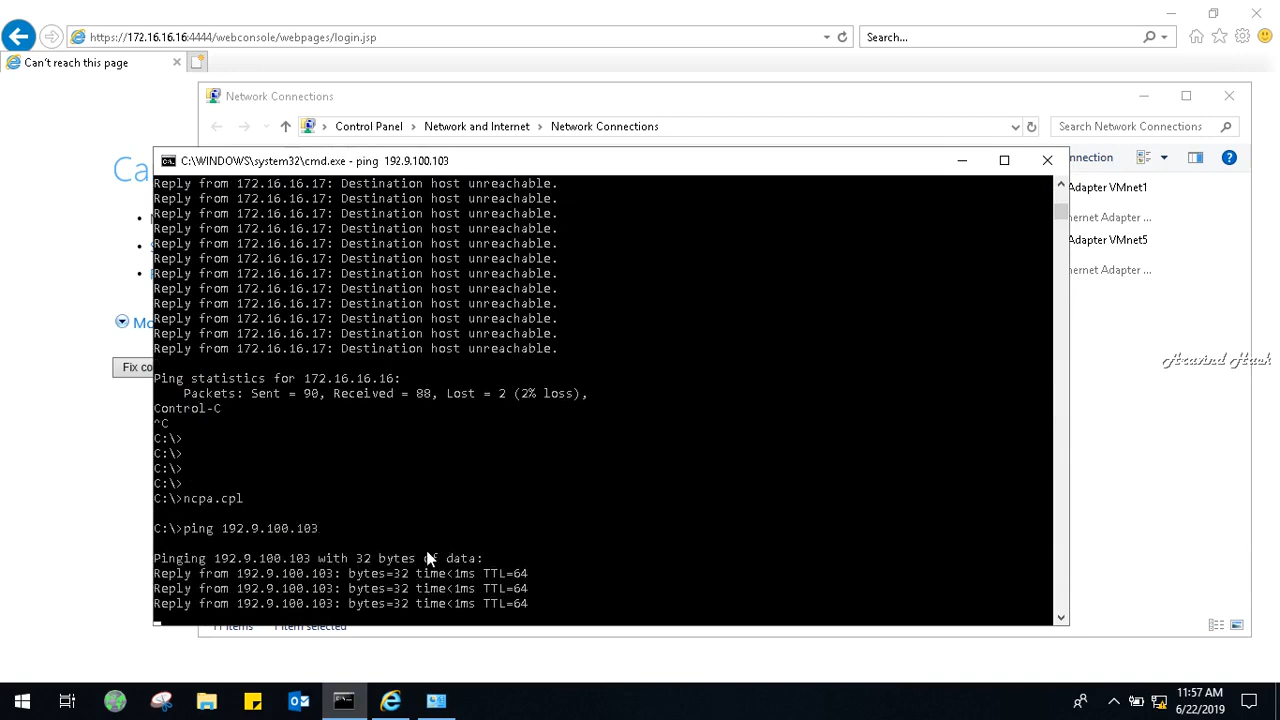 https://172.16.16.16:4444/webconsole/webpages/login.jsp
Search...
Can't reach this page
Network Connections
Control Panel
Network and Internet
Network Connections
Search Network Connections
C:\WINDOWS\system32\cmd.exe - ping 192.9.100.103
nnection
Ca
Adapter VMnet1
hernet Adapter ...
Adapter VMnet5
hernet Adapter ...
Mo
Fix co
Reply from 172.16.16.17: Destination host unreachable.
Reply from 172.16.16.17: Destination host unreachable.
Reply from 172.16.16.17: Destination host unreachable.
Reply from 172.16.16.17: Destination host unreachable.
Reply from 172.16.16.17: Destination host unreachable.
Reply from 172.16.16.17: Destination host unreachable.
Reply from 172.16.16.17: Destination host unreachable.
Reply from 172.16.16.17: Destination host unreachable.
Reply from 172.16.16.17: Destination host unreachable.
Reply from 172.16.16.17: Destination host unreachable.
Reply from 172.16.16.17: Destination host unreachable.
Reply from 172.16.16.17: Destination host unreachable.
Ping statistics for 172.16.16.16:
Packets: Sent = 90, Received = 88, Lost = 2 (2% loss),
Control-C
^C
C:\>
C:\>
C:\>
C:\>
C:\>ncpa.cpl
C:\>ping 192.9.100.103
Pinging 192.9.100.103 with 32 bytes of data:
Reply from 192.9.100.103: bytes=32 time<1ms TTL=64
Reply from 192.9.100.103: bytes=32 time<1ms TTL=64
Reply from 192.9.100.103: bytes=32 time<1ms TTL=64
11:57 AM
6/22/2019